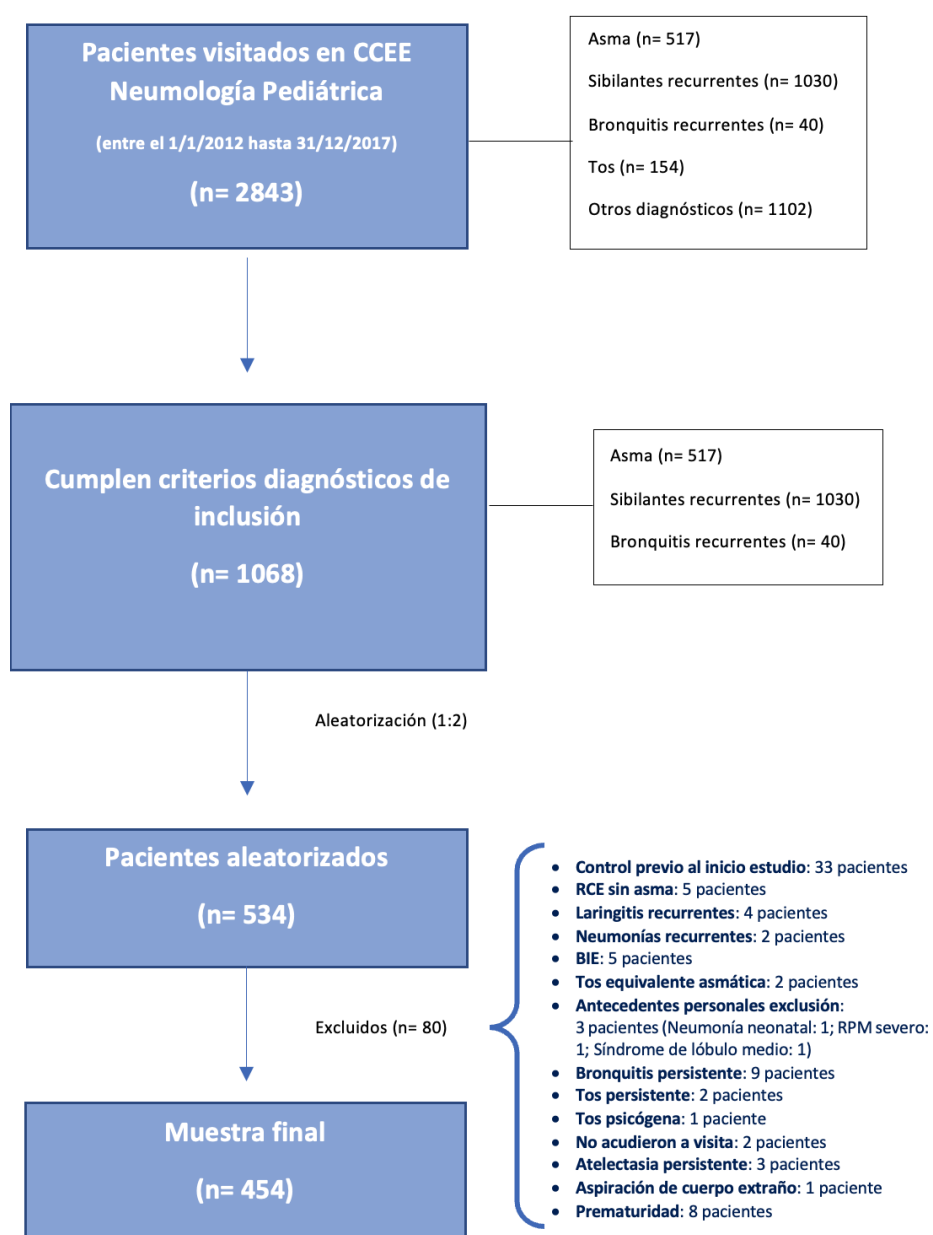 Pacientes visitados en CCEE
Neumología Pediátrica
(entre el 1/1/2012 hasta 31/12/2017)
(n= 2843)
Asma (n= 517)
Sibilantes recurrentes (n= 1030)
Bronquitis recurrentes (n= 40)
Tos (n= 154)
Otros diagnósticos (n= 1102)
Cumplen criterios diagnósticos de
inclusión
(n= 1068)
Asma (n= 517)
Sibilantes recurrentes (n= 1030)
Bronquitis recurrentes (n= 40)
Aleatorización (1:2)
Pacientes aleatorizados
(n= 534)
Excluidos (n= 80)
• Control previo al inicio estudio: 33 pacientes
• RCE sin asma: 5 pacientes
• Laringitis recurrentes: 4 pacientes
• Neumonías recurrentes: 2 pacientes
• BIE: 5 pacientes
• Tos equivalente asmática: 2 pacientes
• Antecedentes personales exclusión:
3 pacientes (Neumonía neonatal: 1; RPM severo:
1; Síndrome de lóbulo medio: 1)
• Bronquitis persistente: 9 pacientes
• Tos persistente: 2 pacientes
• Tos psicógena: 1 paciente
• No acudieron a visita: 2 pacientes
• Atelectasia persistente: 3 pacientes
• Aspiración de cuerpo extraño: 1 paciente
• Prematuridad: 8 pacientes
Muestra final
(n= 454)